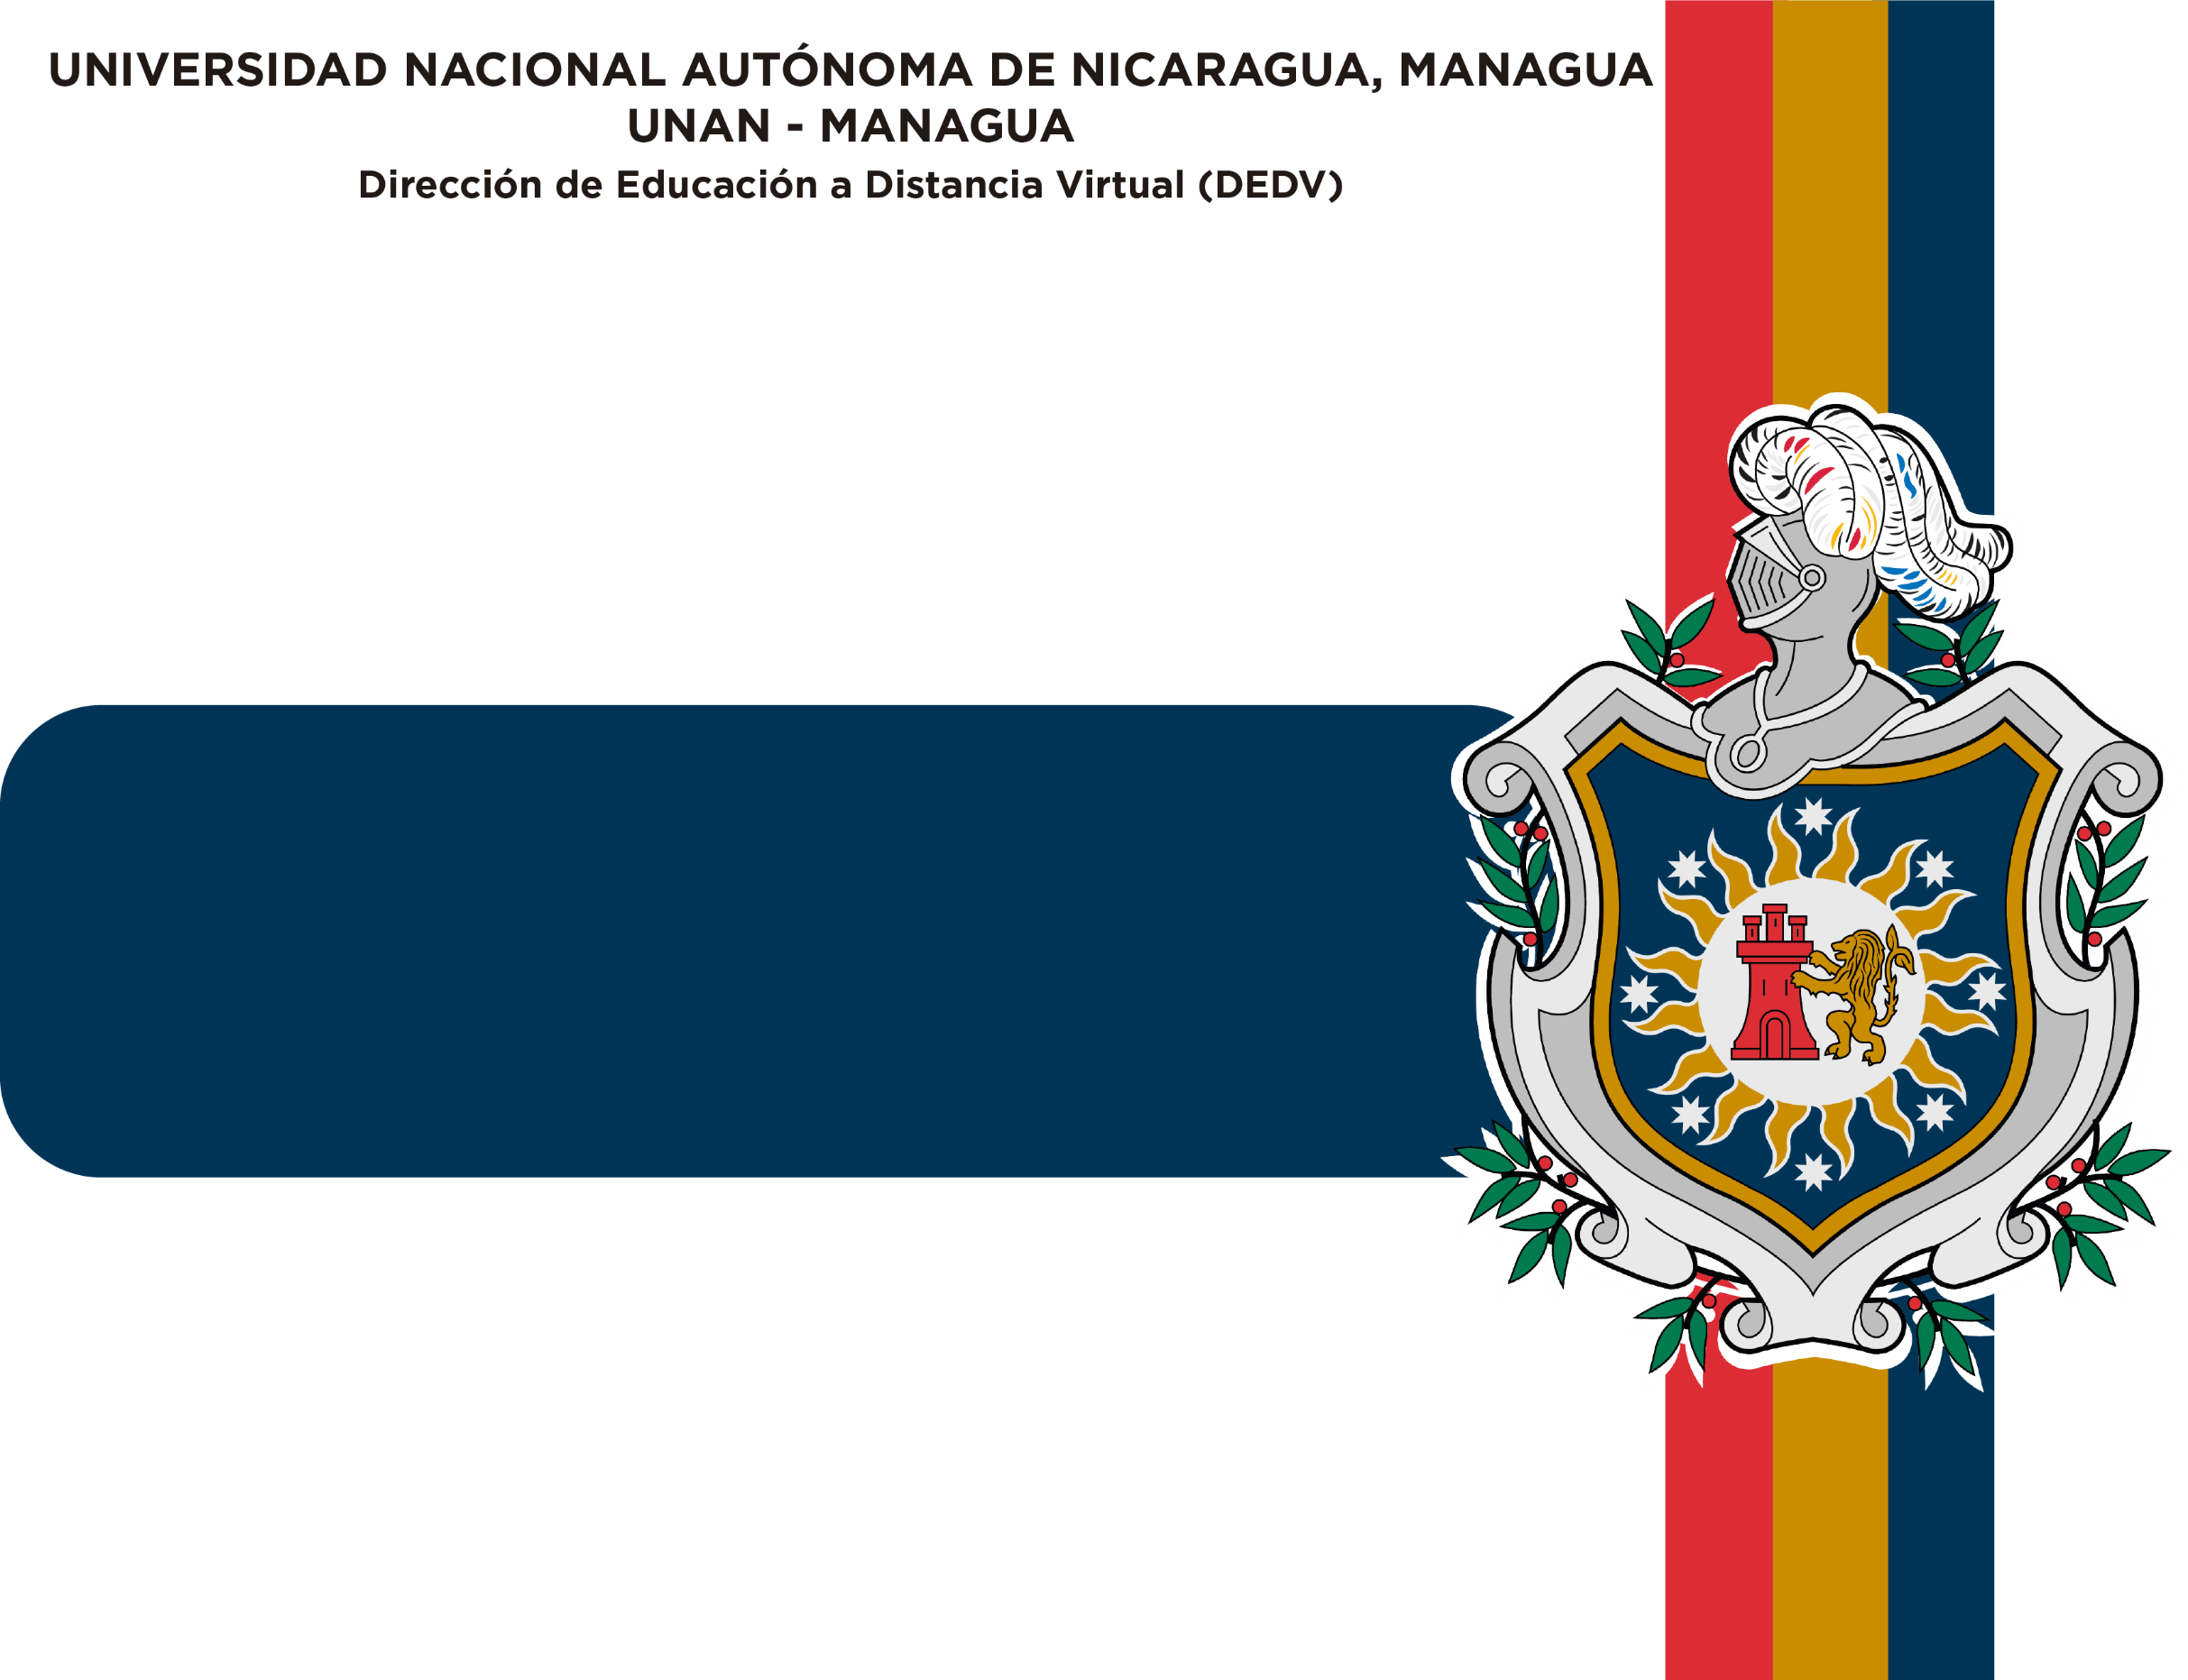 UNIVERSIDAD NACIONAL AUTÓNOMA DE NICARAGUA, MANAGUA
UNAN - MANAGUA
Dirección de Educación a Distancia Virtual (DEDV)